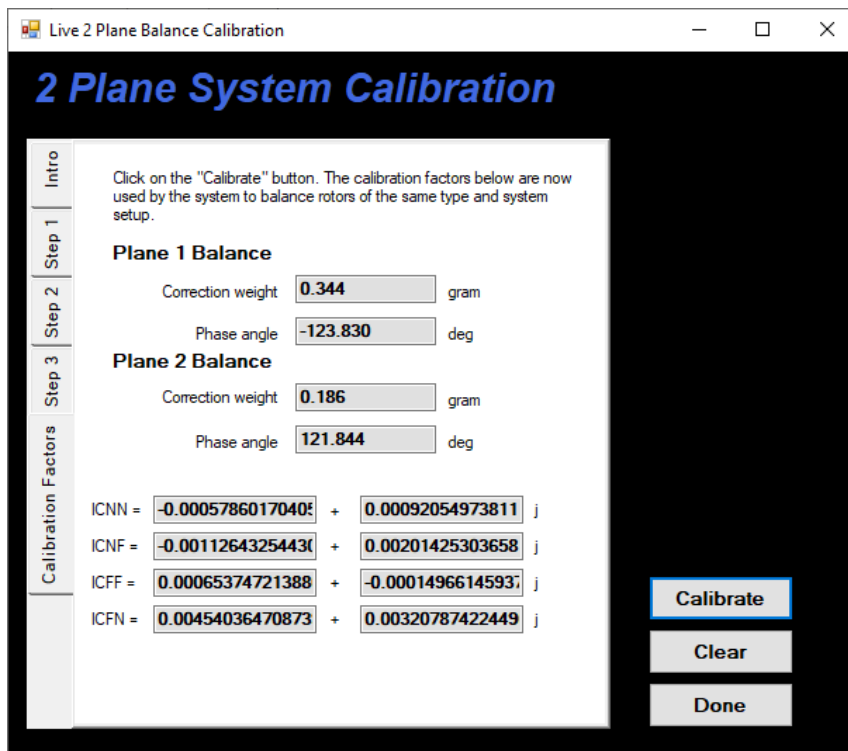 Live 2 Plane Balance Calibration
2 Plane System Calibration
Intro
Step 1
Step 2
Step 3
Calibration Factors
Click on the "Calibrate" button. The calibration factors below are now
used by the system to balance rotors of the same type and system
setup.
Plane 1 Balance
Correction weight 0.344 gram
Phase angle -123.830 deg
Plane 2 Balance
Correction weight 0.186 gram
Phase angle 121.844 deg
ICNN = -0.00057860170405 + 0.00092054973811 j
ICNF = -0.00112643254430 + 0.00201425303658 j
ICFF = 0.00065374721388 + -0.00014966145937 j
ICFN = 0.00454036470873 + 0.00320787422449 j
Calibrate
Clear
Done